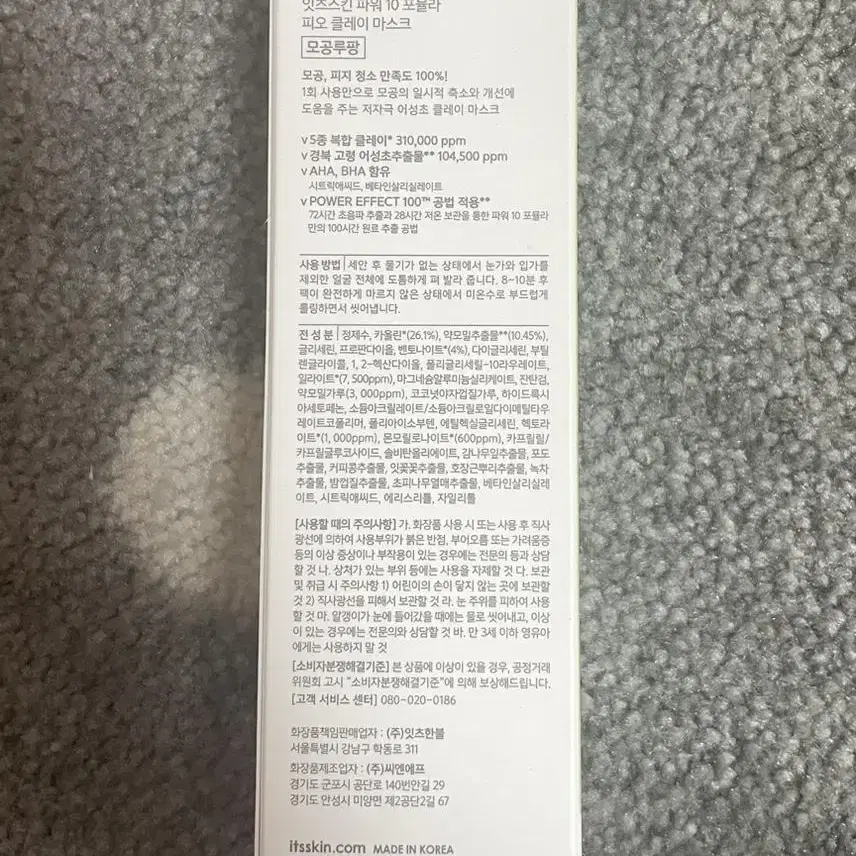 잇츠스킨 파워 10 포뮬라
피오 클레이 마스크
모공루팡
모공, 피지 청소 만족도 100%!
1회 사용만으로 모공의 일시적 축소와 개선에
도움을 주는 저자극 어성초 클레이 마스크
v 5종 복합 클레이* 310,000 ppm
v 경북 고령 어성초추출물** 104,500 ppm
v AHA, BHA 함유
시트릭애씨드, 베타인살리실레이트
v POWER EFFECT 100™ 공법 적용**
72시간 초음파 추출과 28시간 저온 보관을 통한 파워 10 포뮬라
만의 100시간 원료 추출 공법
사용 방법 | 세안 후 물기가 없는 상태에서 눈가와 입가를
제외한 얼굴 전체에 도톰하게 펴 발라 줍니다. 8-10분 후
팩이 완전하게 마르지 않은 상태에서 미온수로 부드럽게
롤링하면서 씻어냅니다.
전 성 분 | 정제수, 카올린*(26.1%), 약모밀추출물**(10.45%),
글리세린, 프로판다이올, 벤토나이트*(4%), 다이글리세린, 부틸
렌글라이콜, 1, 2-헥산다이올, 폴리글리세릴-10라우레이트,
일라이트*(7, 500ppm), 마그네슘알루미늄실리케이트, 잔탄검,
약모밀가루(3, 000ppm), 코코넛야자껍질가루, 하이드록시
아세토페논, 소듐아크릴레이트/소듐아크릴로일다이메틸타우
레이트코폴리머, 폴리아이소부텐, 에틸헥실글리세린, 헥토라
이트*(1, 000ppm), 몬모릴로나이트*(600ppm), 카프릴릴/
카프릴글루코사이드, 솔비탄올리에이트, 감나무잎추출물, 포도
추출물, 커피콩추출물, 잇꽃꽃추출물, 호장근뿌리추출물, 녹차
추출물, 밤껍질추출물, 초피나무열매추출물, 베타인살리실레
이트, 시트릭애씨드, 에리스리톨, 자일리톨
[사용할 때의 주의사항] 가. 화장품 사용 시 또는 사용 후 직사
광선에 의하여 사용부위가 붉은 반점, 부어오름 또는 가려움증
등의 이상 증상이나 부작용이 있는 경우에는 전문의 등과 상담
할 것 나. 상처가 있는 부위 등에는 사용을 자제할 것 다. 보관
및 취급 시 주의사항 1) 어린이의 손이 닿지 않는 곳에 보관할
것 2) 직사광선을 피해서 보관할 것 라. 눈 주위를 피하여 사용
할 것 마. 알갱이가 눈에 들어갔을 때에는 물로 씻어내고, 이상
이 있는 경우에는 전문의와 상담할 것 바. 만 3세 이하 영유아
에게는 사용하지 말 것
[소비자분쟁해결기준] 본 상품에 이상이 있을 경우, 공정거래
위원회 고시 "소비자분쟁해결기준"에 의해 보상해드립니다.
[고객 서비스 센터] 080-020-0186
화장품책임판매업자 : (주)잇츠한불
서울특별시 강남구 학동로 311
화장품제조업자 : (주)씨엔에프
경기도 군포시 공단로 140번안길 29
경기도 안성시 미양면 제2공단2길 67
itsskin.com MADE IN KOREA